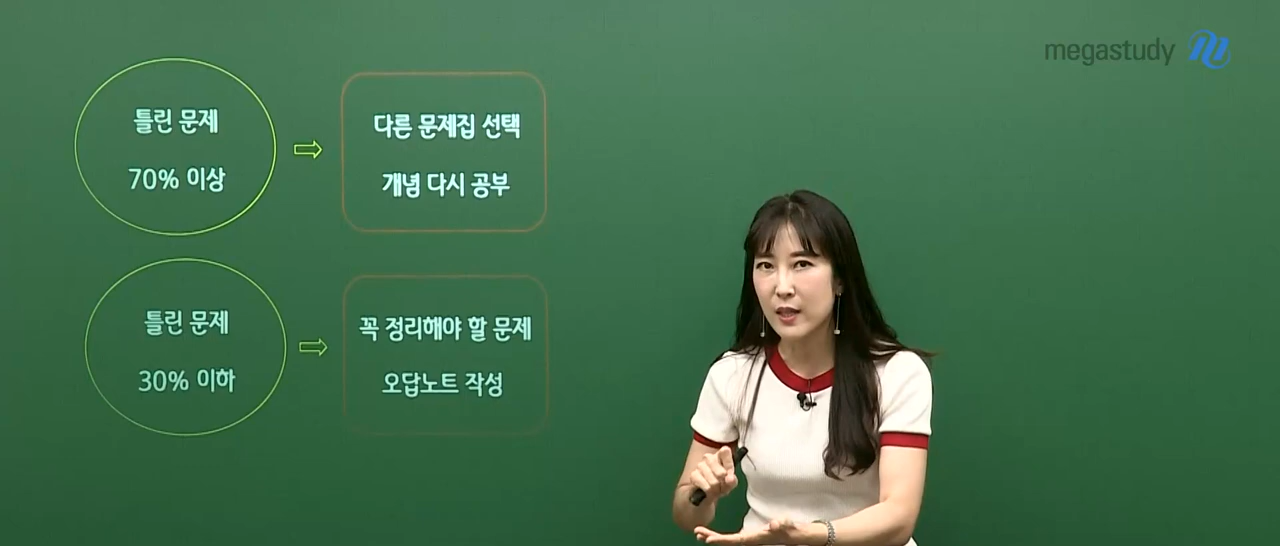 megastudy
틀린 문제
70% 이상
⇨
다른 문제집 선택
개념 다시 공부
틀린 문제
30% 이하
⇨
꼭 정리해야 할 문제
오답노트 작성